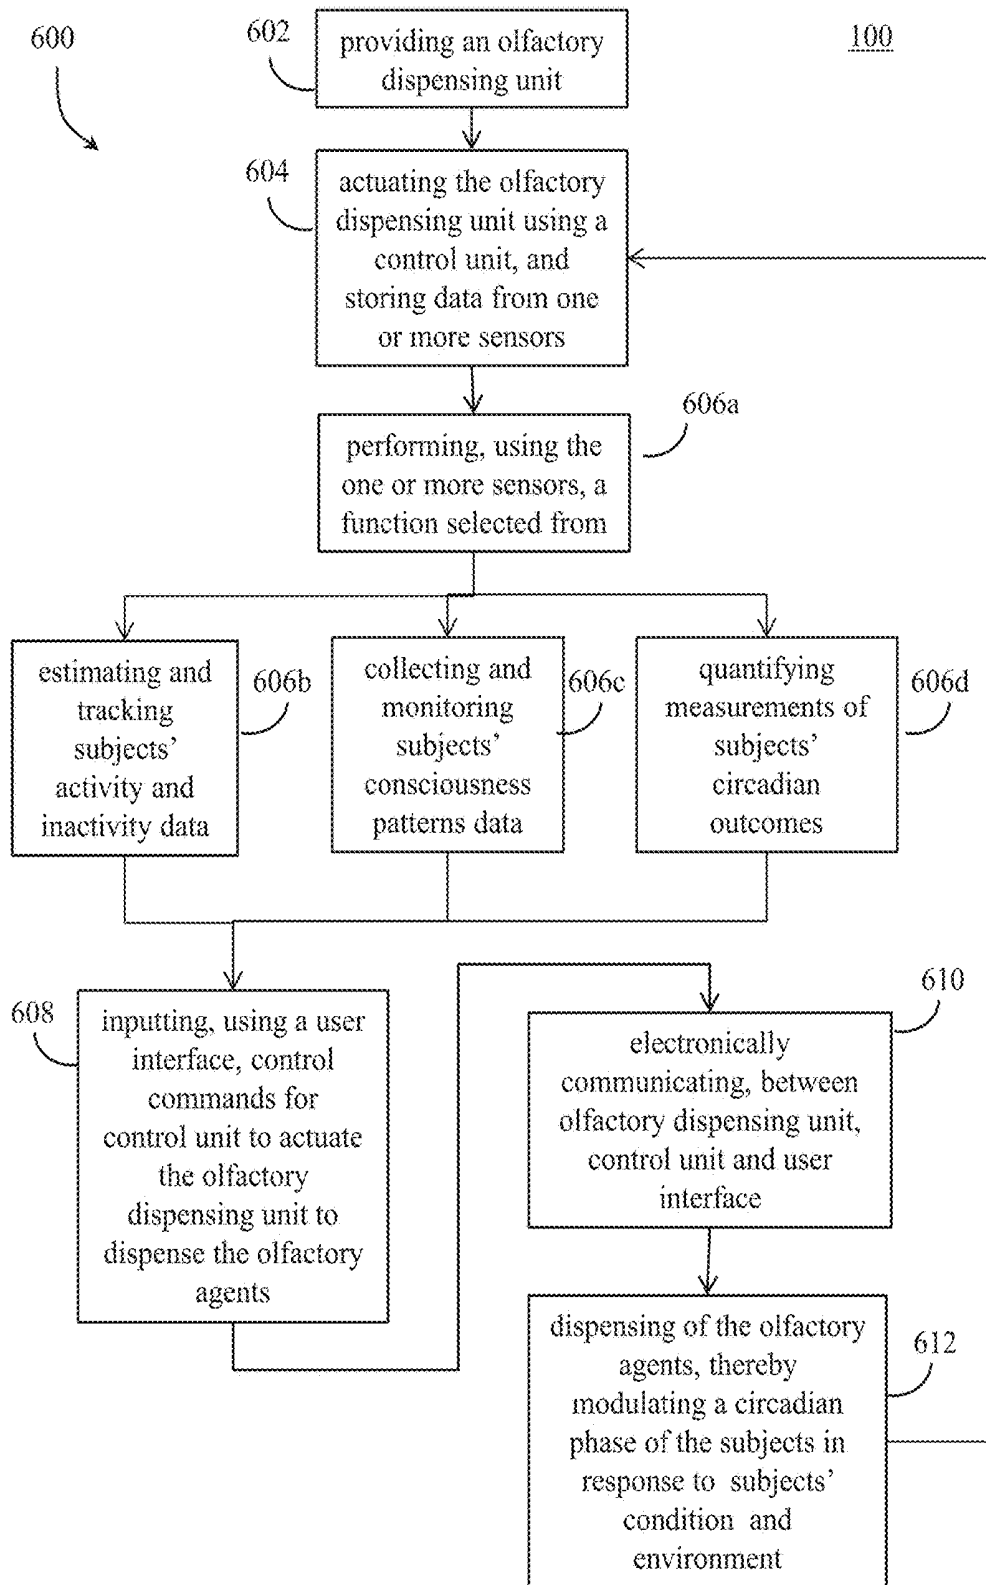 600
602
providing an olfactory
dispensing unit
100
604
actuating the olfactory
dispensing unit using a
control unit, and
storing data from one
or more sensors
606a
performing, using the
one or more sensors, a
function selected from
estimating and
tracking
subjects’
activity and
inactivity data
606b
collecting and
monitoring
subjects’
consciousness
patterns data
606c
quantifying
measurements of
subjects’
circadian
outcomes
606d
608
inputting, using a user
interface, control
commands for
control unit to actuate
the olfactory
dispensing unit to
dispense the olfactory
agents
610
electronically
communicating, between
olfactory dispensing unit,
control unit and user
interface
dispensing of the olfactory
agents, thereby
modulating a circadian
phase of the subjects in
response to subjects’
condition and
environment
612